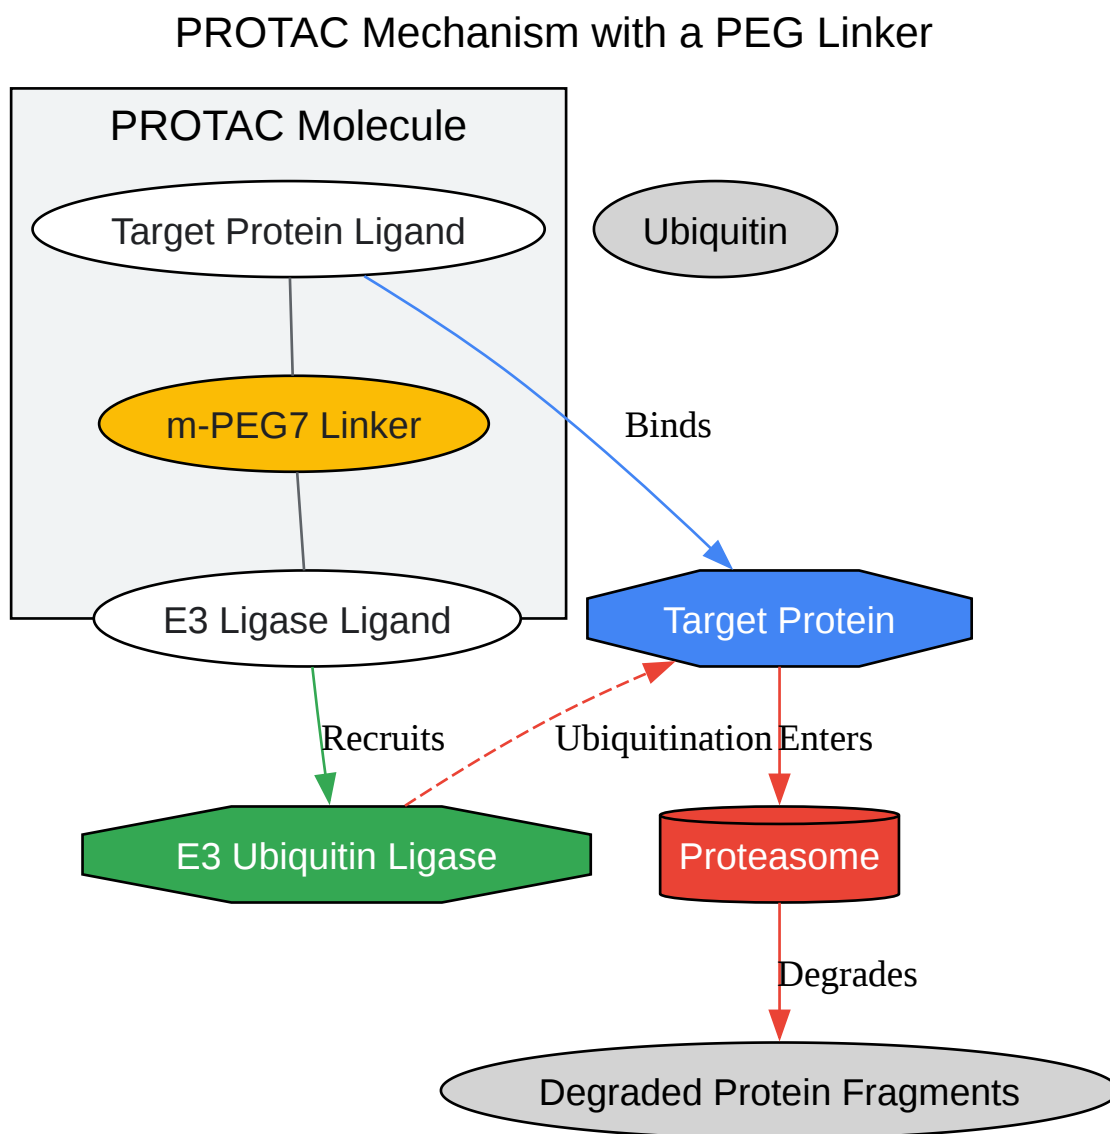 PROTAC Mechanism with a PEG Linker
PROTAC Molecule
Target Protein Ligand
Ubiquitin
m-PEG7 Linker
Binds
E3 Ligase Ligand
Target Protein
Recruits
Ubiquitination
Enters
E3 Ubiquitin Ligase
Proteasome
Degrades
Degraded Protein Fragments